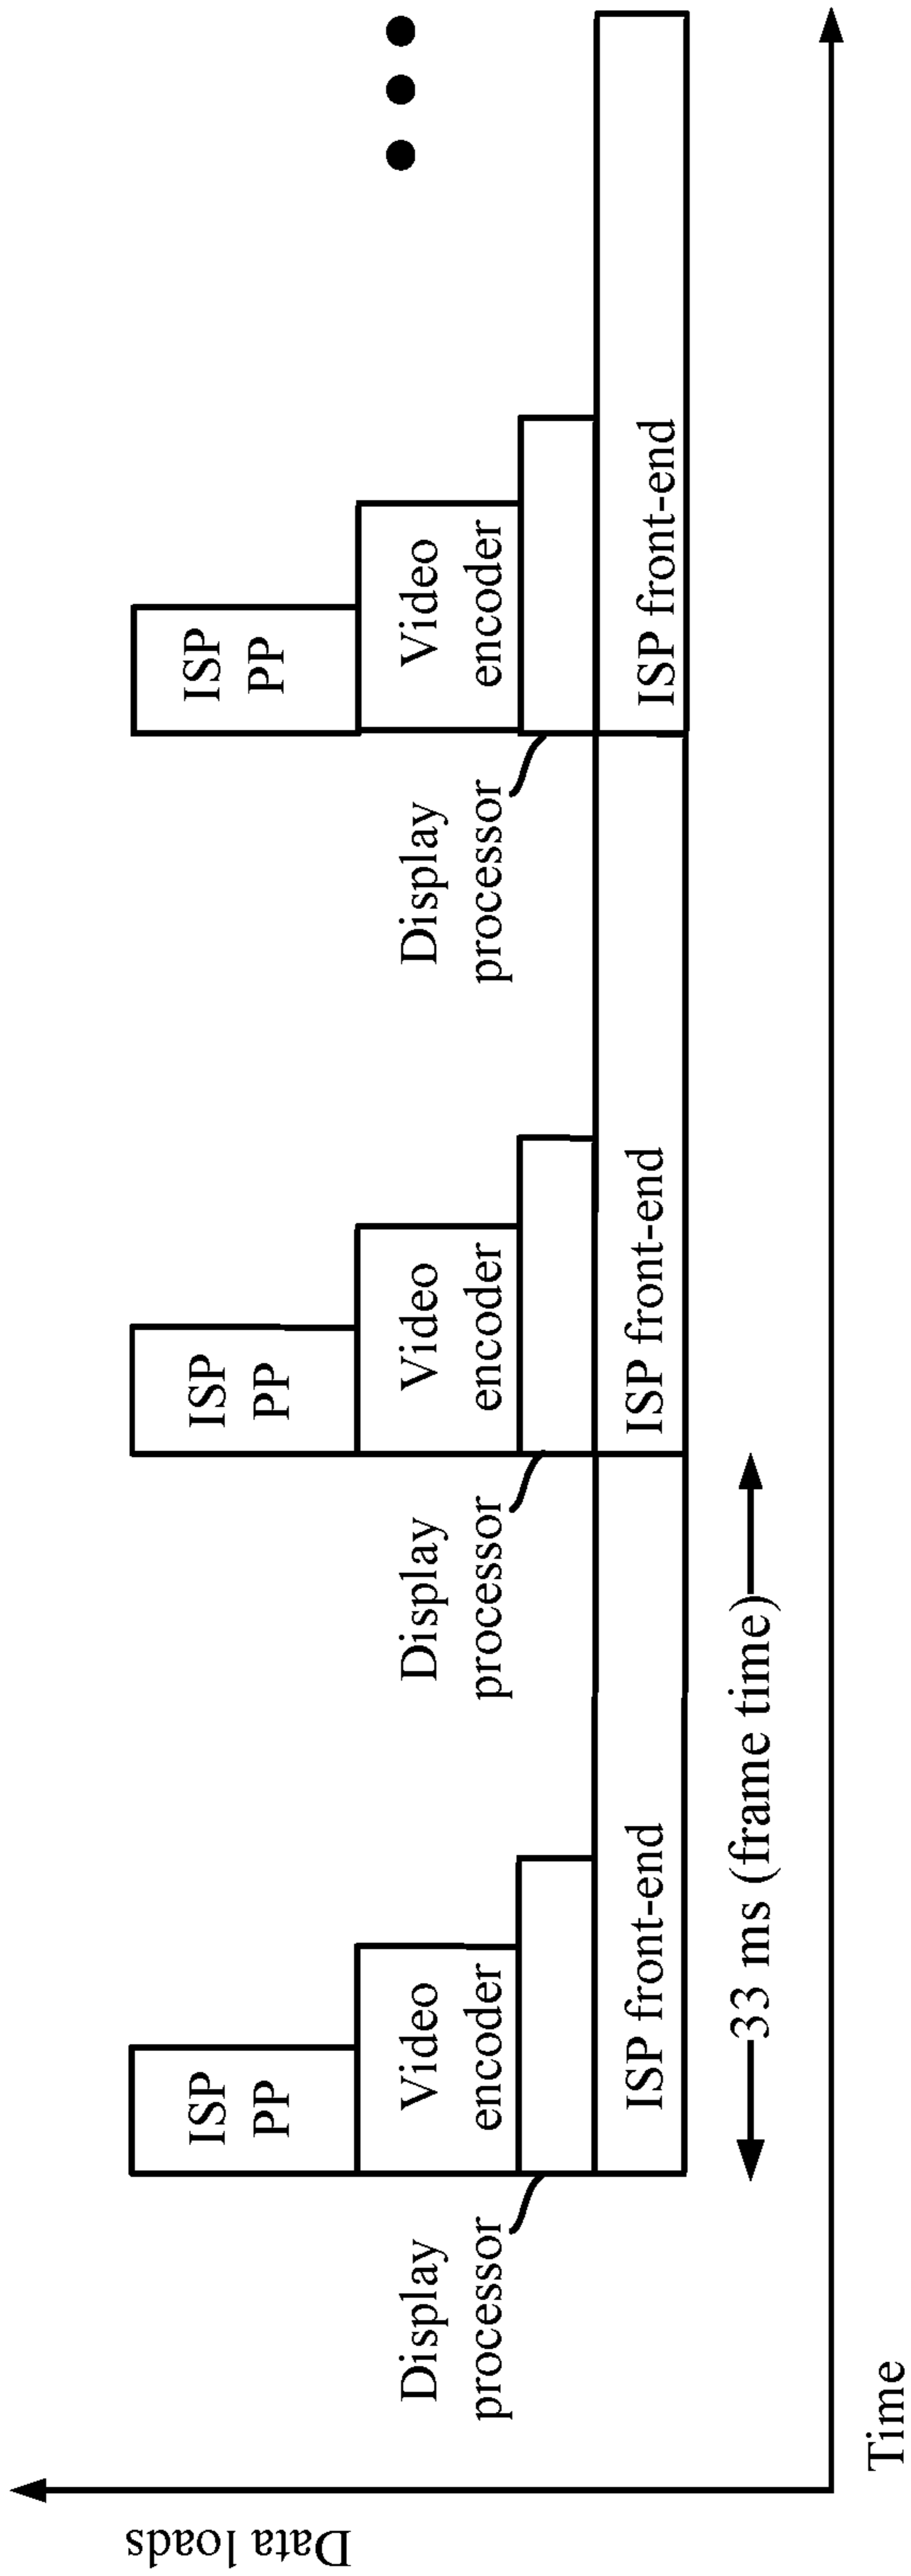 Data loads
ISP
PP
Video
encoder
Display
processor
ISP front-end
ISP
PP
Video
encoder
Display
processor
ISP front-end
ISP
PP
Video
encoder
Display
processor
ISP front-end
33 ms (frame time)
Time